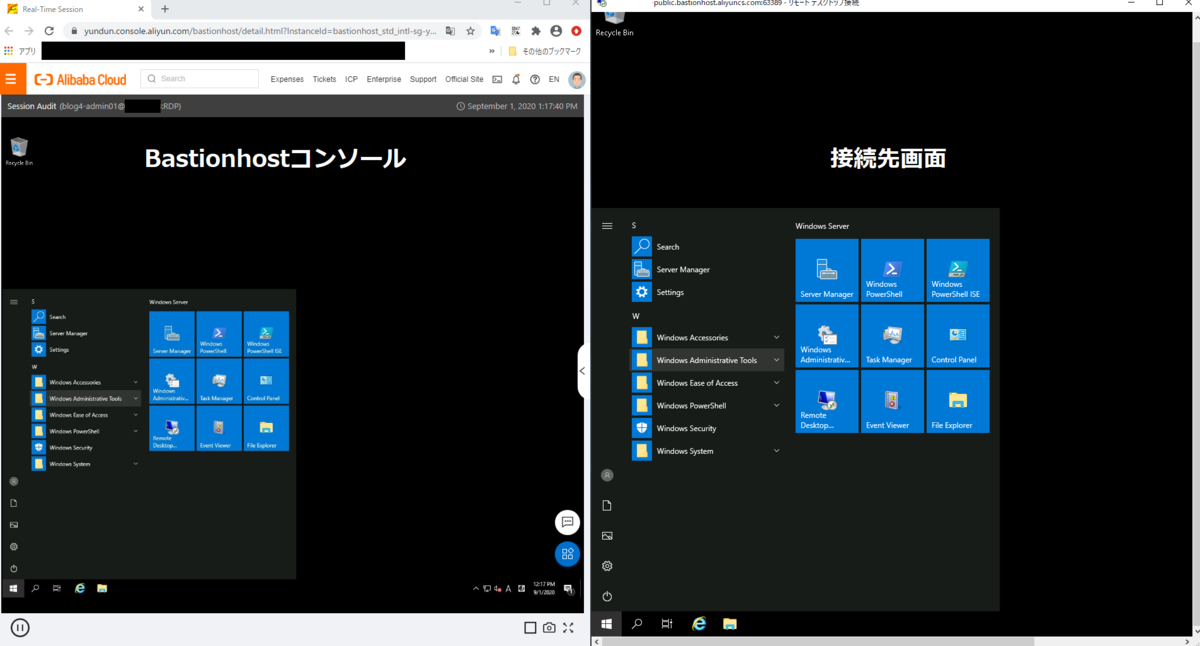 Real-Time Session
yundun.console.aliyun.com/bastionhost/detail.html?InstanceId=bastionhost_std_intl-sg-y...
アプリ
»
その他のブックマーク
Alibaba Cloud
Search
Expenses
Tickets
ICP
Enterprise
Support
Official Site
EN
Session Audit (blog4-admin01@ :RDP)
September 1, 2020 1:17:40 PM
Recycle Bin
Bastionhostコンソール
S
Windows Server
Search
Server Manager
Settings
W
Windows Accessories
Windows Administrative Tools
Windows Ease of Access
Windows PowerShell
Windows Security
Windows System
Server Manager
Windows PowerShell
Windows PowerShell ISE
Windows Administrativ...
Task Manager
Control Panel
Remote Desktop...
Event Viewer
File Explorer
A
12:17 PM
9/1/2020
public.bastionhost.aliyuncs.com:63389 - リモート デスクトップ接続
Recycle Bin
接続先画面
S
Windows Server
Search
Server Manager
Settings
W
Windows Accessories
Windows Administrative Tools
Windows Ease of Access
Windows PowerShell
Windows Security
Windows System
Server Manager
Windows
PowerShell
Windows
PowerShell ISE
Windows
Administrativ...
Task Manager
Control Panel
Remote
Desktop...
Event Viewer
File Explorer